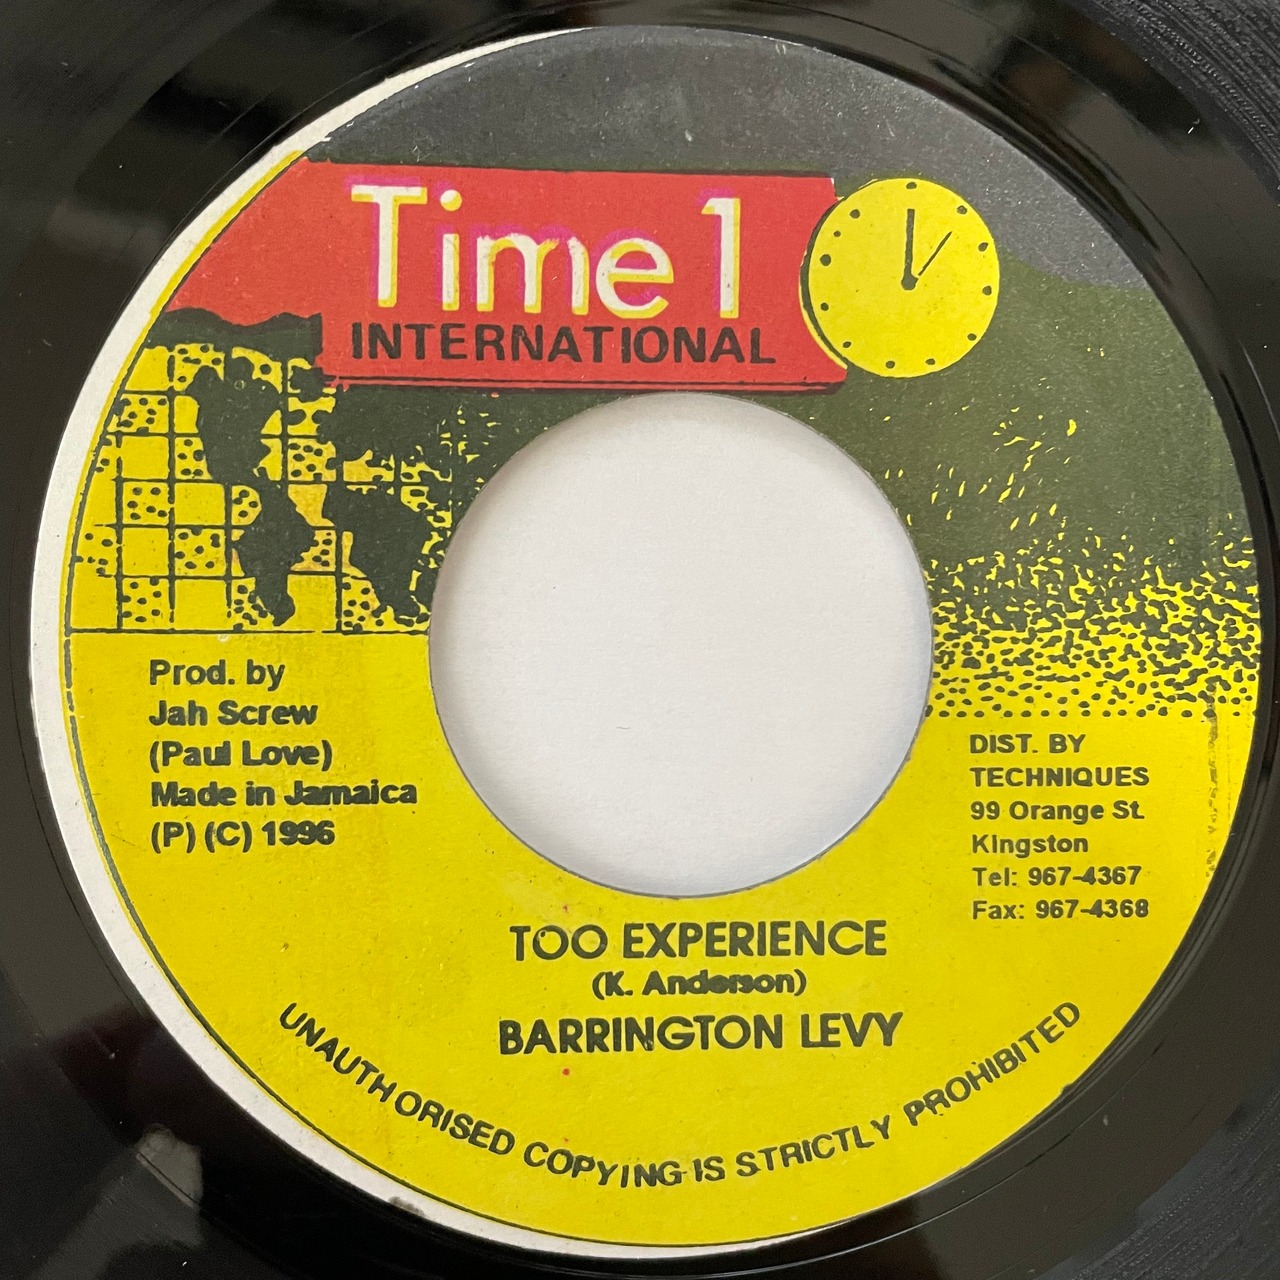 Time 1
INTERNATIONAL
Prod. by
Jah Screw
(Paul Love)
Made in Jamaica
(P) (C) 1996
DIST. BY
TECHNIQUES
99 Orange St.
Kingston
Tel: 967-4367
Fax: 967-4368
TOO EXPERIENCE
(K. Anderson)
BARRINGTON LEVY
UNAUTHORISED COPYING IS STRICTLY PROHIBITED